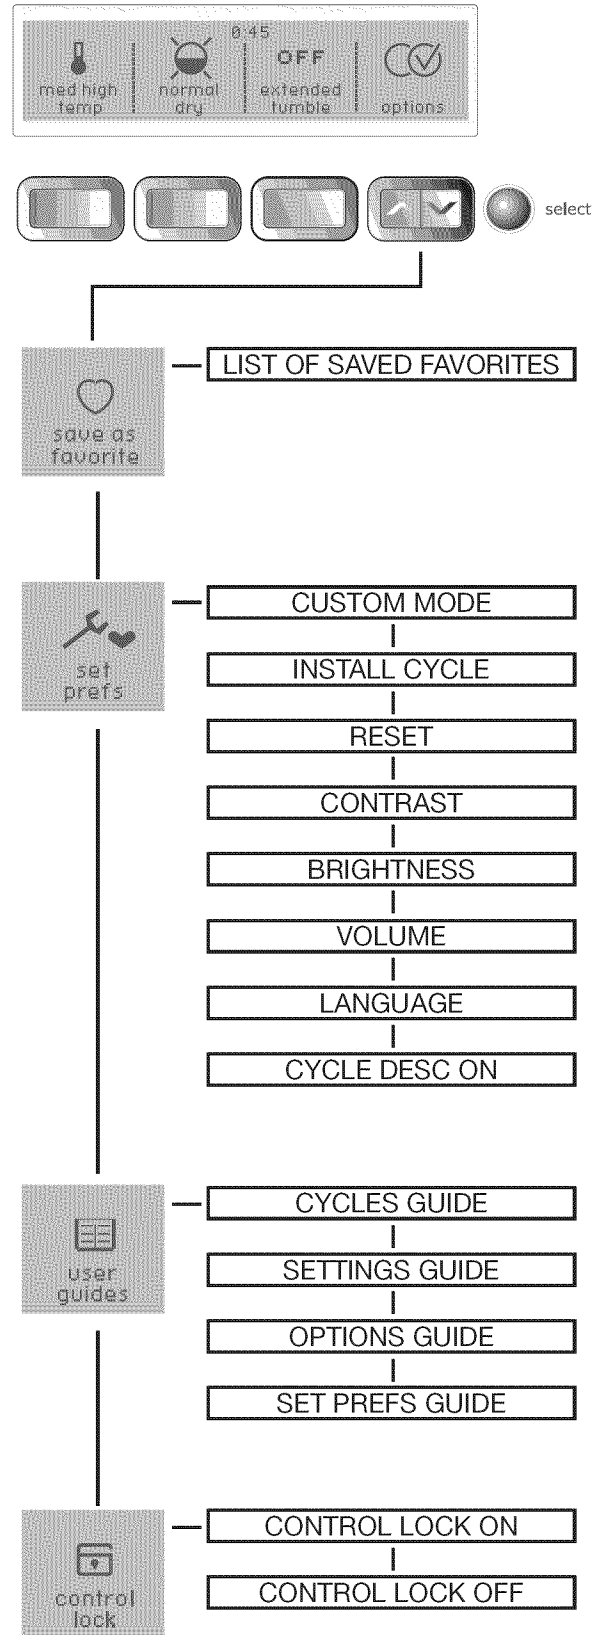 0:45
OFF
med high
temp
normal
dry
extended
tumble
options
select
LIST OF SAVED FAVORITES
save as
favorite
CUSTOM MODE
set
prefs
INSTALL CYCLE
RESET
CONTRAST
BRIGHTNESS
VOLUME
LANGUAGE
CYCLE DESC ON
CYCLES GUIDE
user
guides
SETTINGS GUIDE
OPTIONS GUIDE
SET PREFS GUIDE
CONTROL LOCK ON
control
lock
CONTROL LOCK OFF